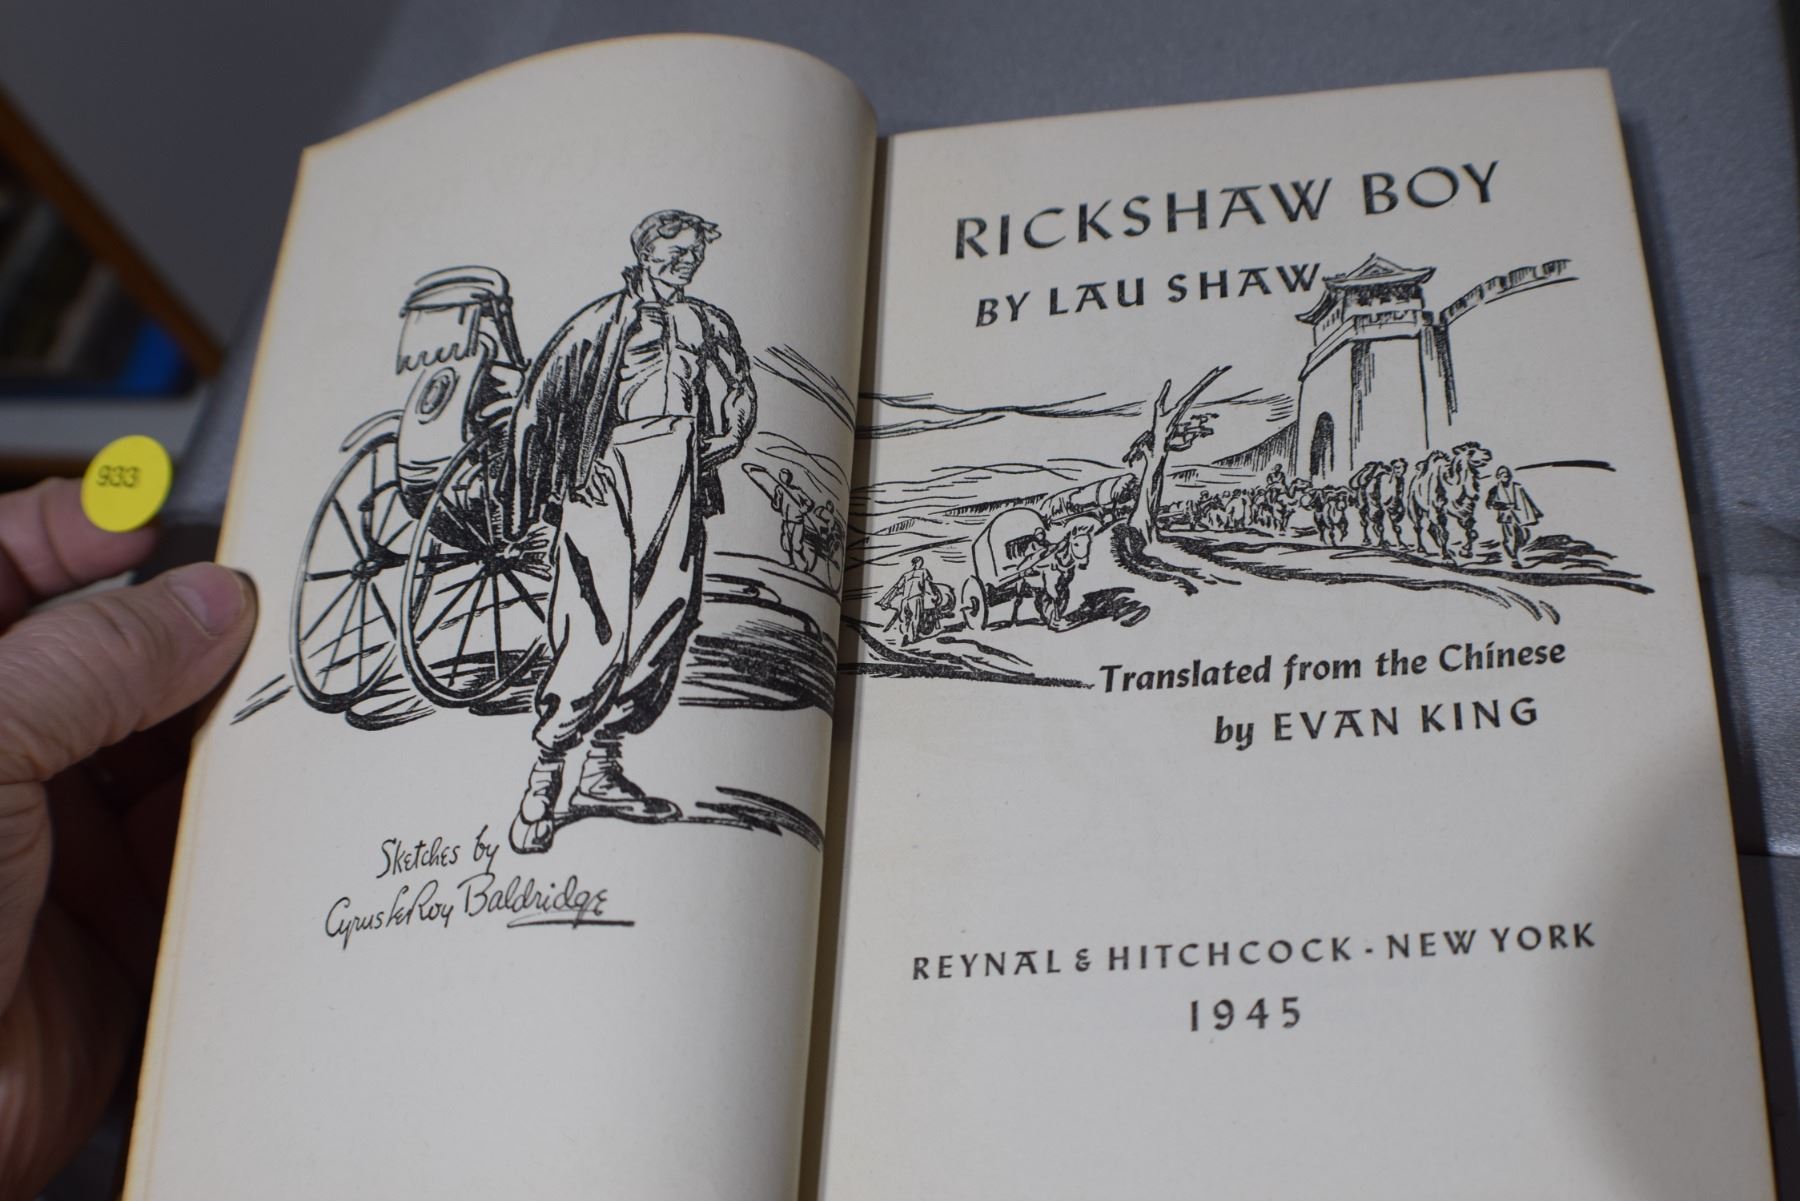 933
Sketches by
Cyrus LeRoy Baldridge
RICKSHAW BOY
BY LAU SHAW
Translated from the Chinese
by EVAN KING
REYNAL & HITCHCOCK - NEW YORK
1945